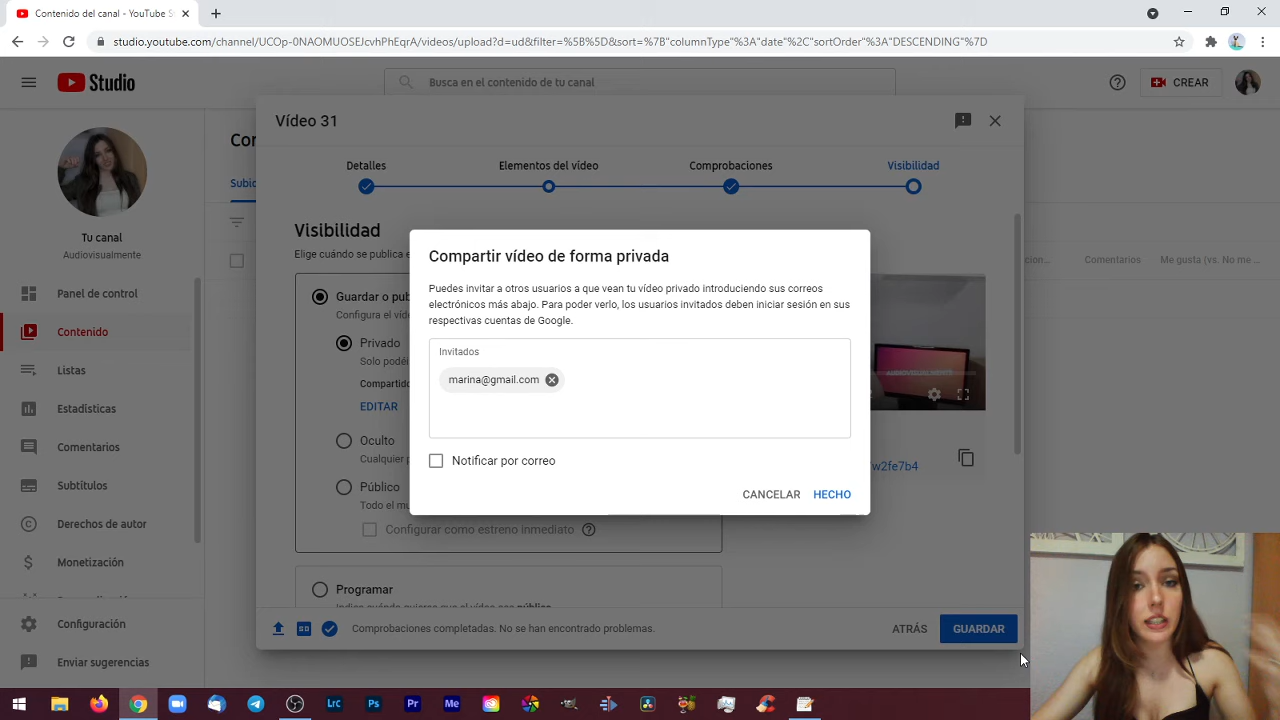 Contenido del canal - YouTube S
studio.youtube.com/channel/UCOp-0NAOMUOSEJcvhPhEqrA/videos/upload?d=ud&filter=%5B%5D&sort=%7B"columnType"%3A"date"%2C"sortOrder"%3A"DESCENDING"%7D
Studio
Busca en el contenido de tu canal
CREAR
Tu canal
Audiovisualmente
Panel de control
Contenido
Listas
Estadísticas
Comentarios
Subtítulos
Derechos de autor
Monetización
Configuración
Enviar sugerencias
Vídeo 31
Detalles
Elementos del vídeo
Comprobaciones
Visibilidad
Visibilidad
Elige cuándo se publica e
Guardar o pub
Configura el víde
Privado
Solo podéi
Compartido
EDITAR
Oculto
Cualquier p
Público
Todo el mu
Configurar como estreno inmediato
Programar
Comentarios
Me gusta (vs. No me ...
AUDIOVISUALMENTE
w2fe7b4
Compartir vídeo de forma privada
Puedes invitar a otros usuarios a que vean tu vídeo privado introduciendo sus correos
electrónicos más abajo. Para poder verlo, los usuarios invitados deben iniciar sesión en sus
respectivas cuentas de Google.
Invitados
marina@gmail.com
Notificar por correo
CANCELAR
HECHO
Comprobaciones completadas. No se han encontrado problemas.
ATRÁS
GUARDAR
Lrc
Ps
Pr
Me